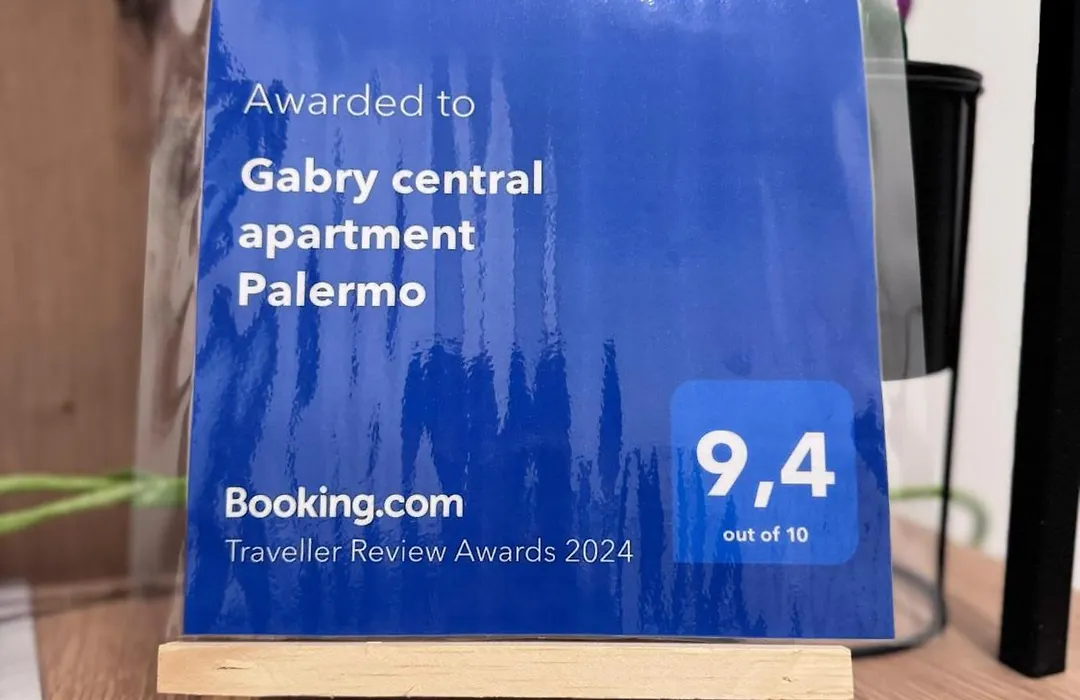 Awarded to
Gabry central
apartment
Palermo
9,4
out of 10
Booking.com
Traveller Review Awards 2024